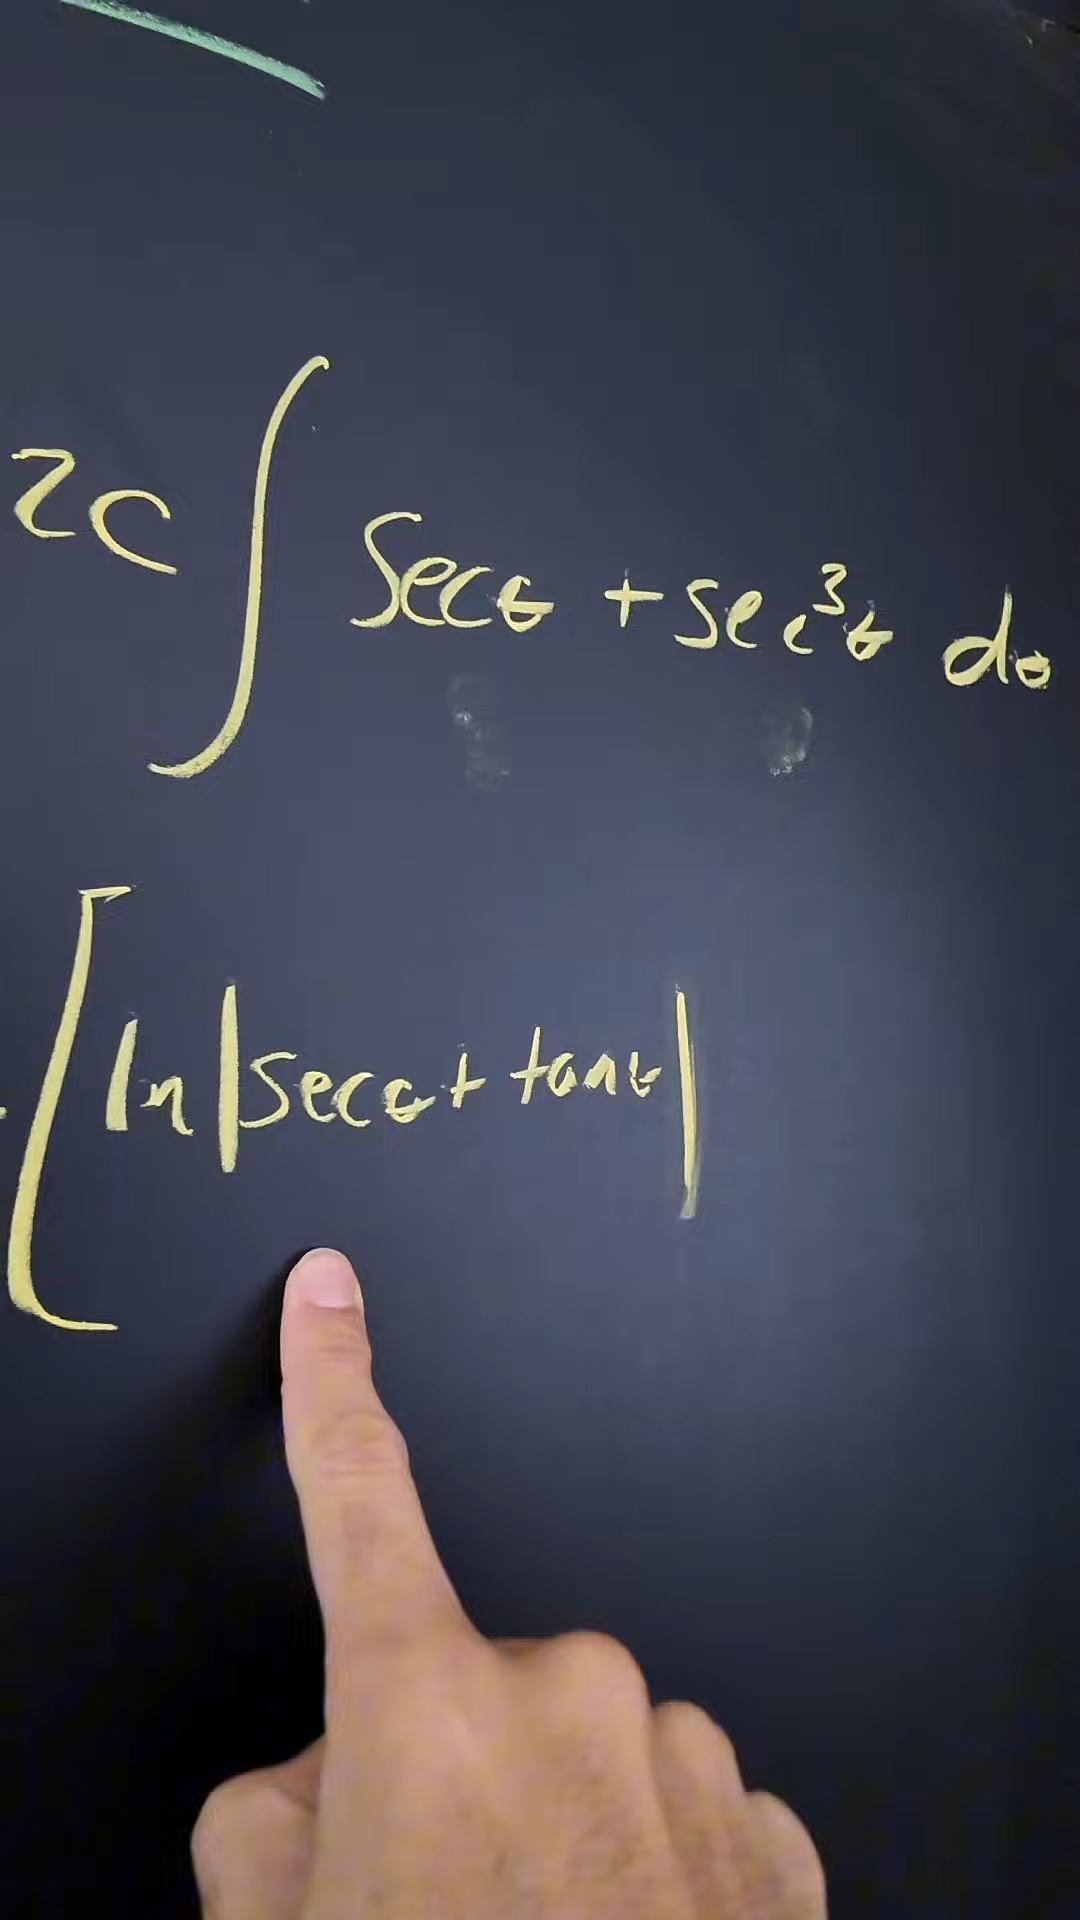 2c ∫ secθ + sec³θ dθ
[ ln |secθ + tanθ|